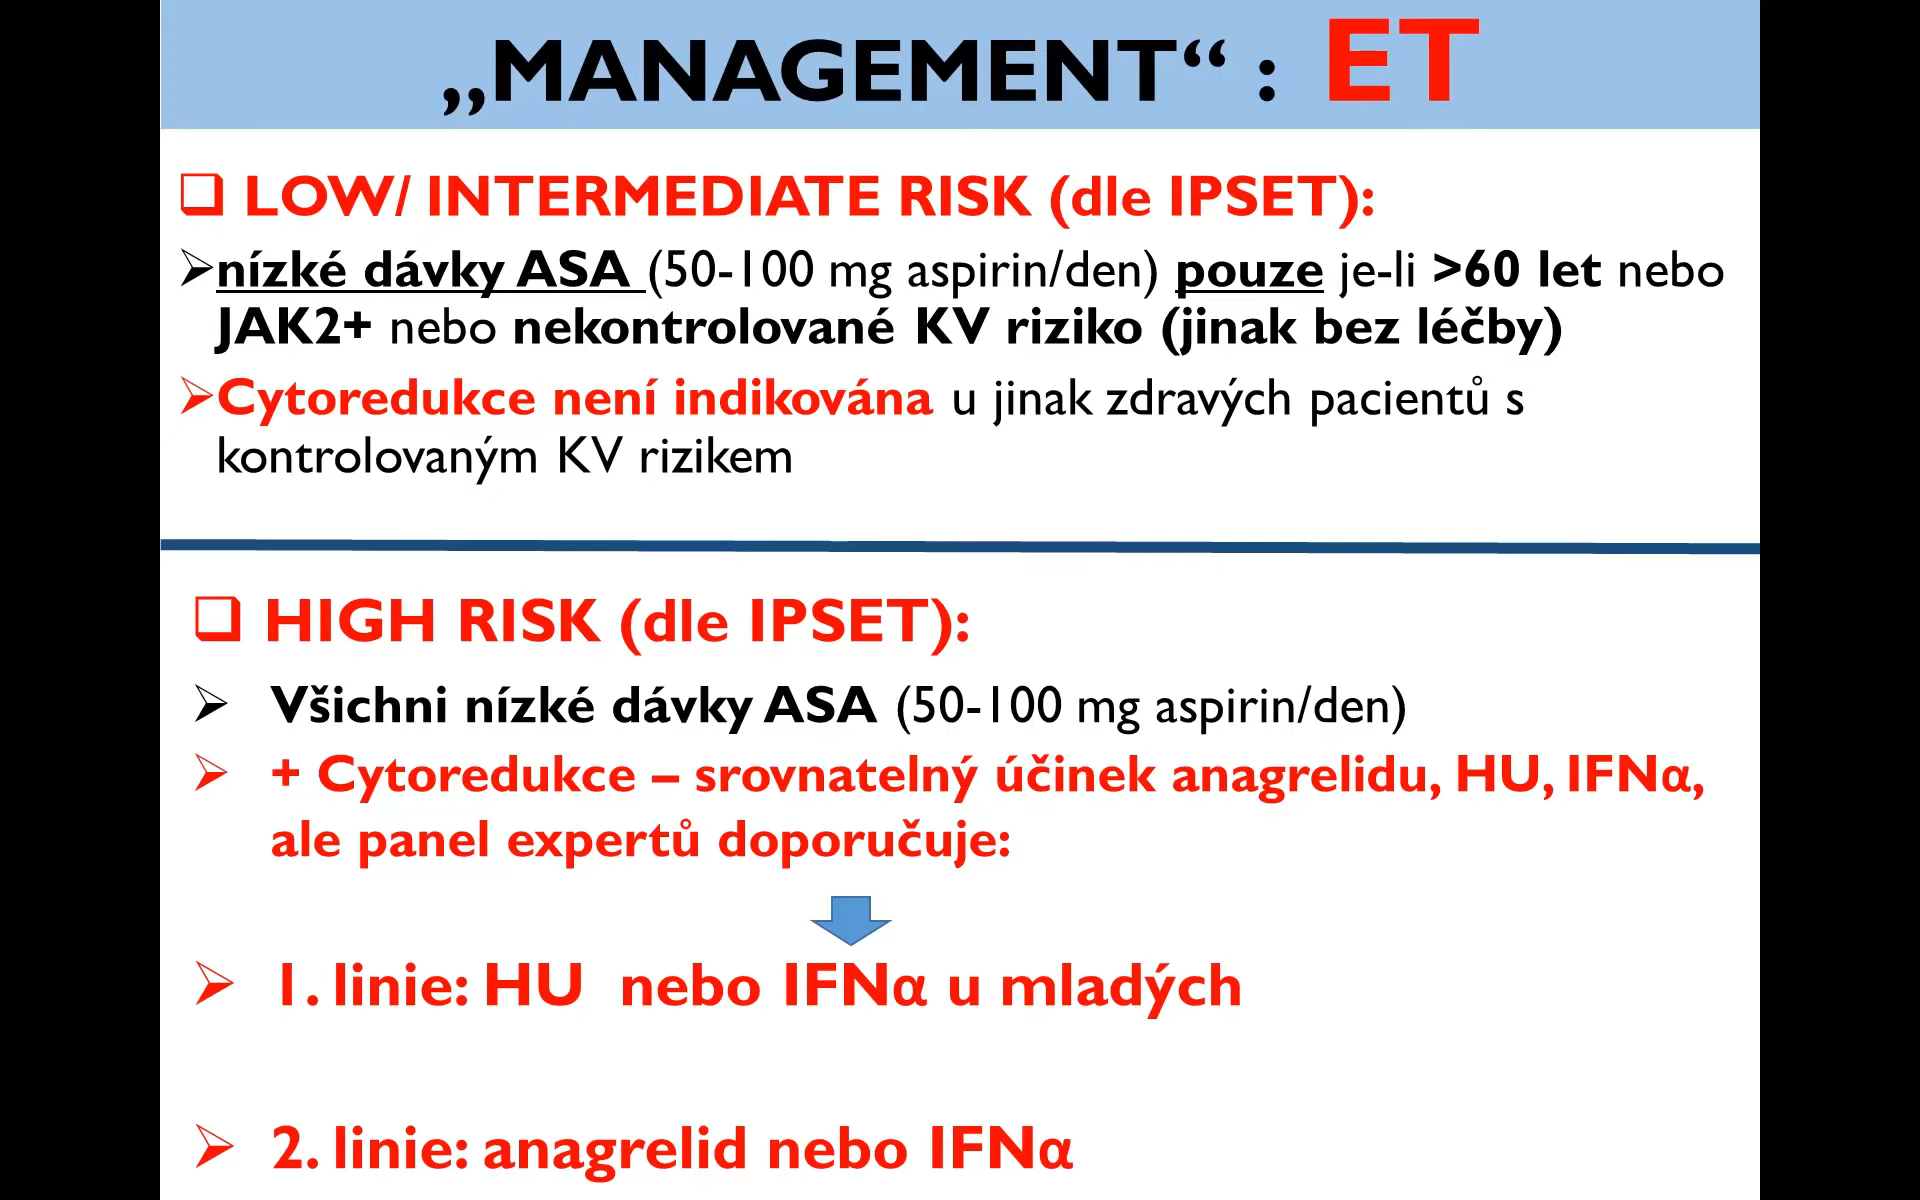 „MANAGEMENT“ : ET
LOW/ INTERMEDIATE RISK (dle IPSET):
nízké dávky ASA (50-100 mg aspirin/den) pouze je-li >60 let nebo
JAK2+ nebo nekontrolované KV riziko (jinak bez léčby)
Cytoredukce není indikována u jinak zdravých pacientů s
kontrolovaným KV rizikem
HIGH RISK (dle IPSET):
Všichni nízké dávky ASA (50-100 mg aspirin/den)
+ Cytoredukce – srovnatelný účinek anagrelidu, HU, IFNα,
ale panel expertů doporučuje:
1. linie: HU nebo IFNα u mladých
2. linie: anagrelid nebo IFNα